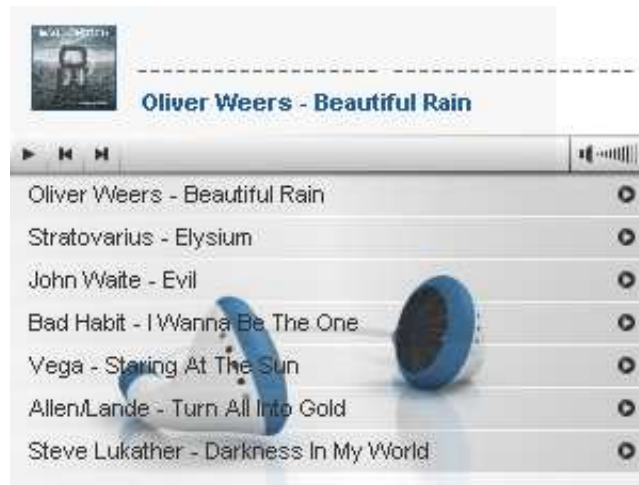 Oliver Weers - Beautiful Rain
Oliver Weers - Beautiful Rain
Stratovarius - Elysium
John Waite - Evil
Bad Habit - I Wanna Be The One
Vega - Staring At The Sun
Allen/Lande - Turn All Into Gold
Steve Lukather - Darkness In My World